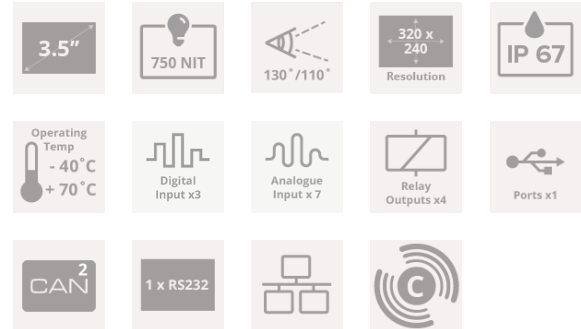 3.5"
750 NIT
130°/110°
320 x
240
Resolution
IP 67
Operating
Temp
- 40°C
+ 70°C
Digital
Input x3
Analogue
Input x 7
Relay
Outputs x4
Ports x1
CAN 2
1 x RS232
C